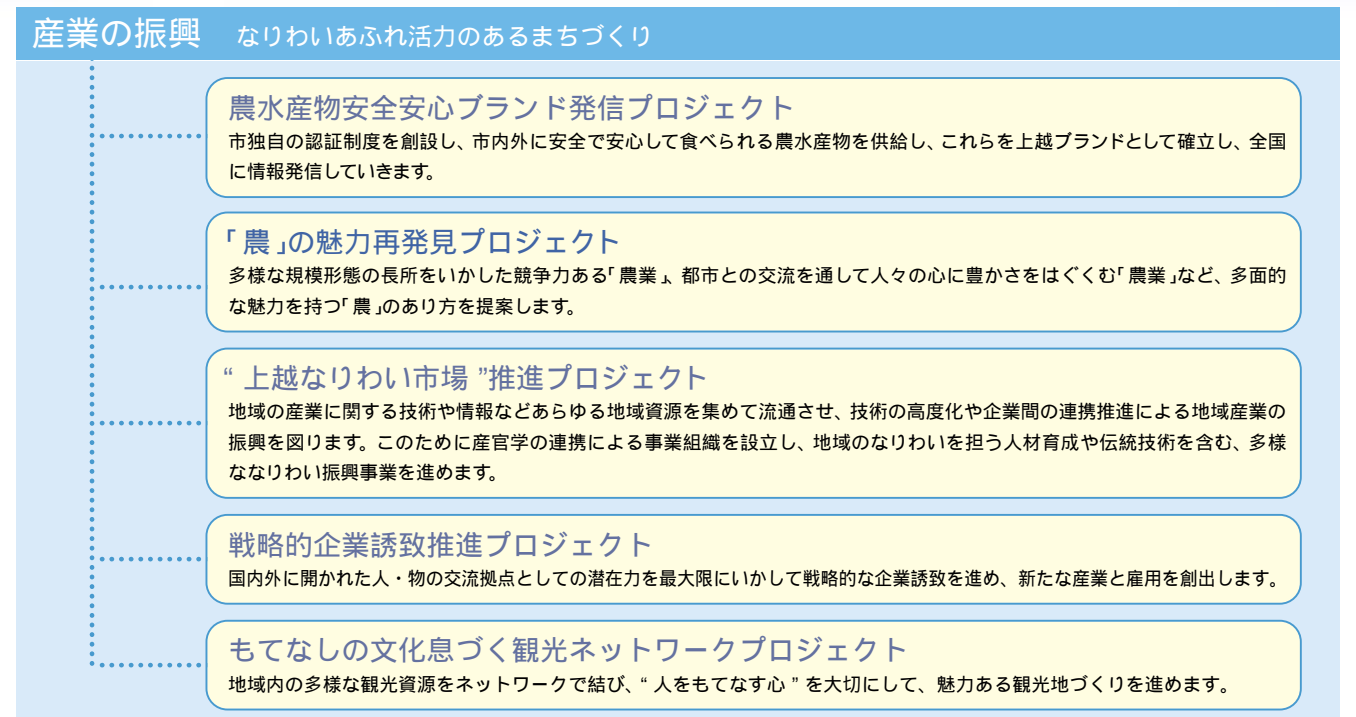 産業の振興 なりわいあふれ活力のあるまちづくり
農水産物安全安心ブランド発信プロジェクト
市独自の認証制度を創設し、市内外に安全で安心して食べられる農水産物を供給し、これらを上越ブランドとして確立し、全国
に情報発信していきます。
「農」の魅力再発見プロジェクト
多様な規模形態の長所をいかした競争力ある「農業」、都市との交流を通して人々の心に豊かさをはぐくむ「農業」など、多面的
な魅力を持つ「農」のあり方を提案します。
“上越なりわい市場”推進プロジェクト
地域の産業に関する技術や情報などあらゆる地域資源を集めて流通させ、技術の高度化や企業間の連携推進による地域産業の
振興を図ります。このために産官学の連携による事業組織を設立し、地域のなりわいを担う人材育成や伝統技術を含む、多様
ななりわい振興事業を進めます。
戦略的企業誘致推進プロジェクト
国内外に開かれた人・物の交流拠点としての潜在力を最大限にいかして戦略的な企業誘致を進め、新たな産業と雇用を創出します。
もてなしの文化息づく観光ネットワークプロジェクト
地域内の多様な観光資源をネットワークで結び、“人をもてなす心”を大切にして、魅力ある観光地づくりを進めます。